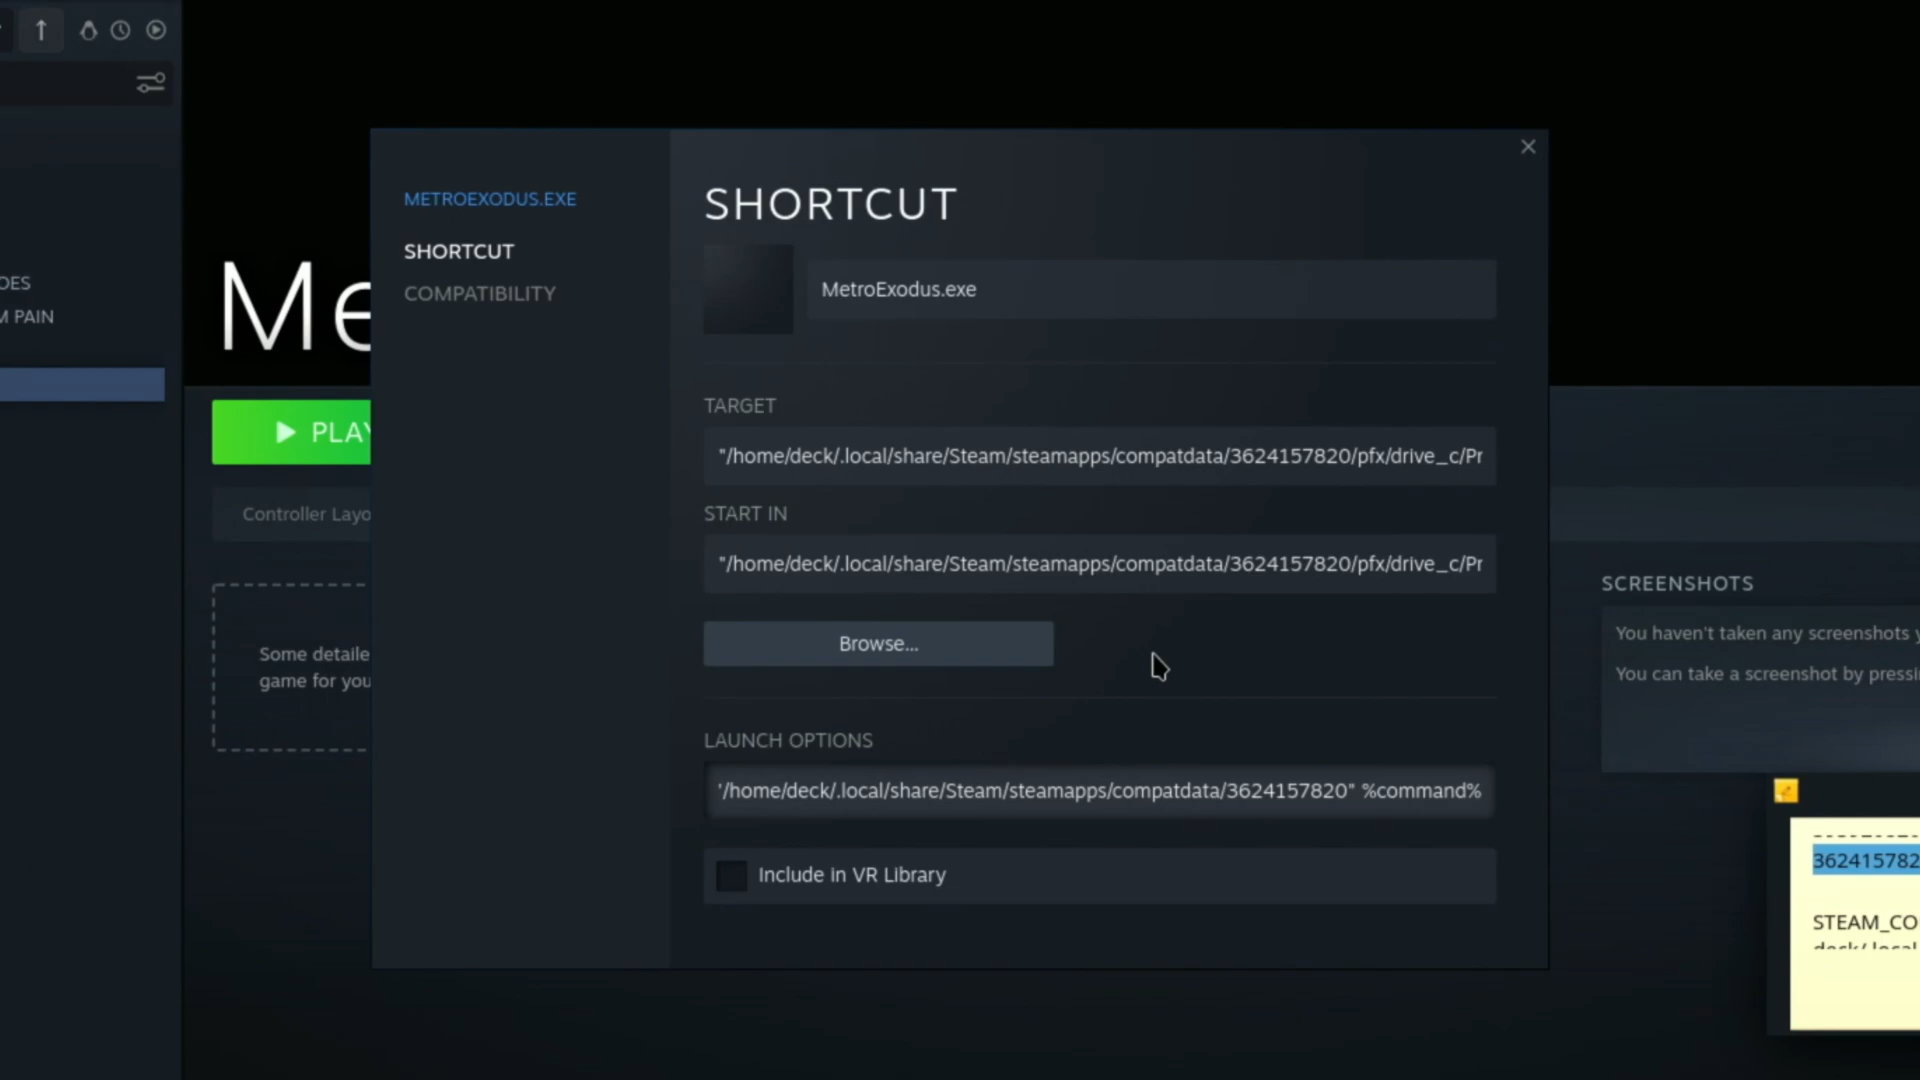 OES
M PAIN
Me
PLAY
Controller Layo
Some detaile
game for you
METROEXODUS.EXE
SHORTCUT
COMPATIBILITY
SHORTCUT
MetroExodus.exe
TARGET
"/home/deck/.local/share/Steam/steamapps/compatdata/3624157820/pfx/drive_c/Pr
START IN
"/home/deck/.local/share/Steam/steamapps/compatdata/3624157820/pfx/drive_c/Pr
Browse...
LAUNCH OPTIONS
'/home/deck/.local/share/Steam/steamapps/compatdata/3624157820" %command%
Include in VR Library
SCREENSHOTS
You haven't taken any screenshots y
You can take a screenshot by pressi
362415782
STEAM_CO